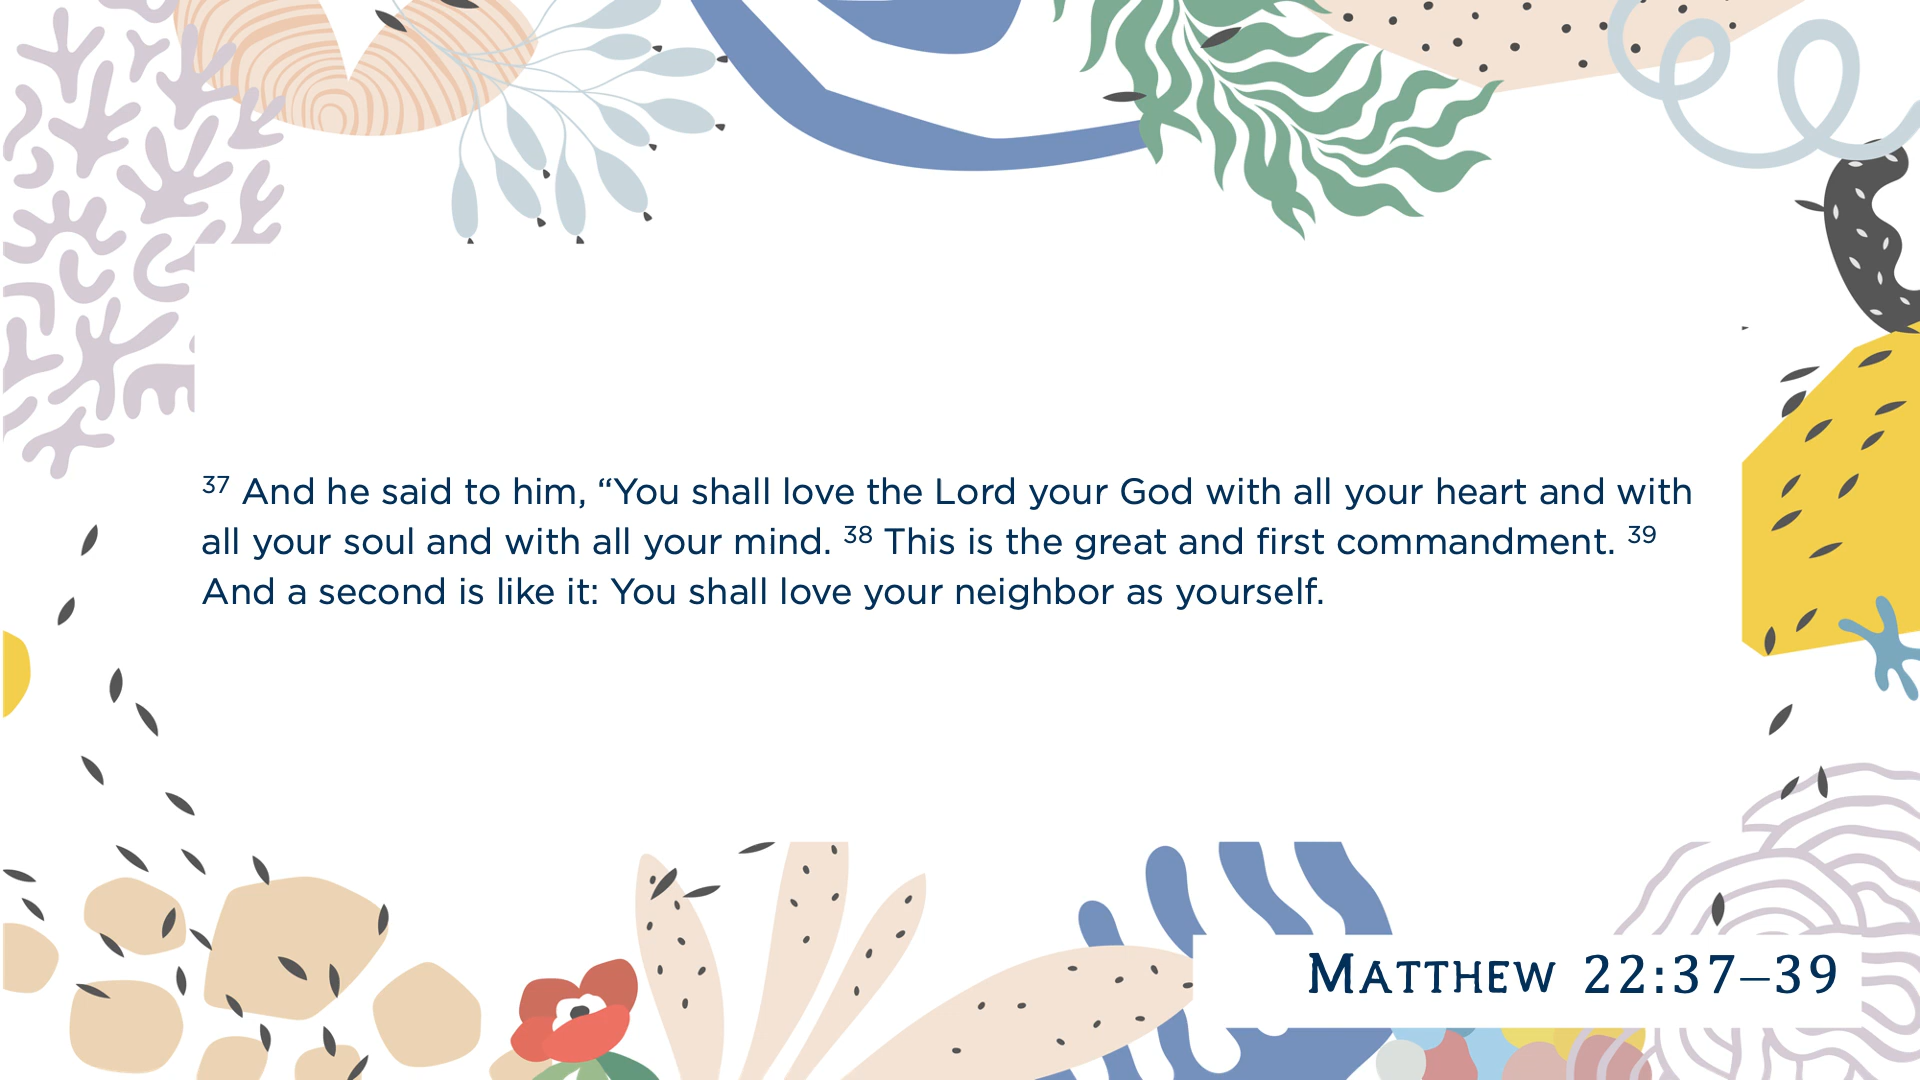 37 And he said to him, “You shall love the Lord your God with all your heart and with
all your soul and with all your mind. 38 This is the great and first commandment. 39
And a second is like it: You shall love your neighbor as yourself.
Matthew 22:37–39